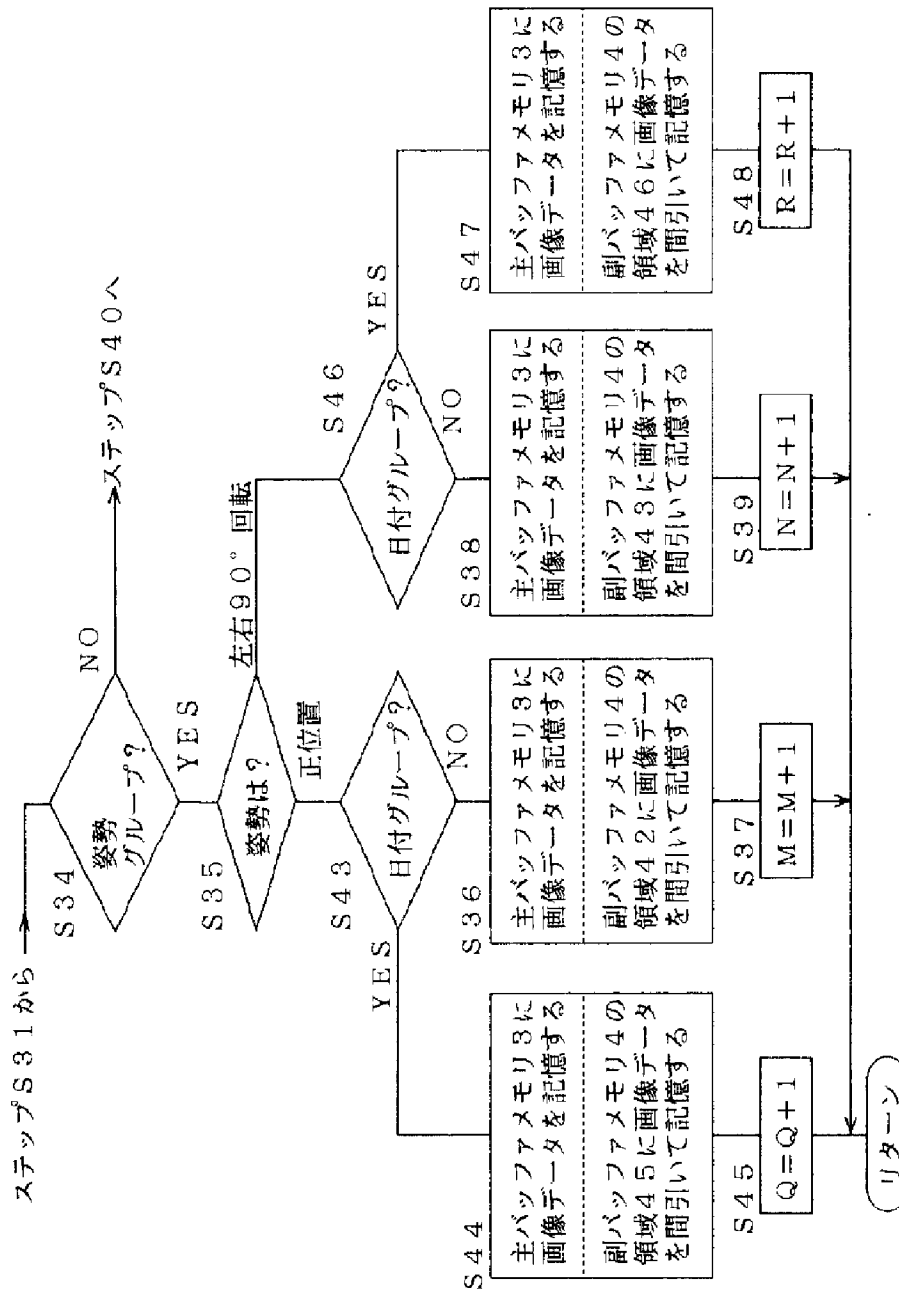 ステップS31から
S34
姿勢
グループ?
NO
ステップS40へ
YES
S35
姿勢は?
左右90°回転
正位置
S43
日付グループ?
YES
NO
S46
日付グループ?
YES
NO
S44
主バッファメモリ3に
画像データを記憶する
副バッファメモリ4の
領域45に画像データ
を間引いて記憶する
S36
主バッファメモリ3に
画像データを記憶する
副バッファメモリ4の
領域42に画像データ
を間引いて記憶する
S38
主バッファメモリ3に
画像データを記憶する
副バッファメモリ4の
領域43に画像データ
を間引いて記憶する
S47
主バッファメモリ3に
画像データを記憶する
副バッファメモリ4の
領域46に画像データ
を間引いて記憶する
S45
Q=Q+1
S37
M=M+1
S39
N=N+1
S48
R=R+1
リターン